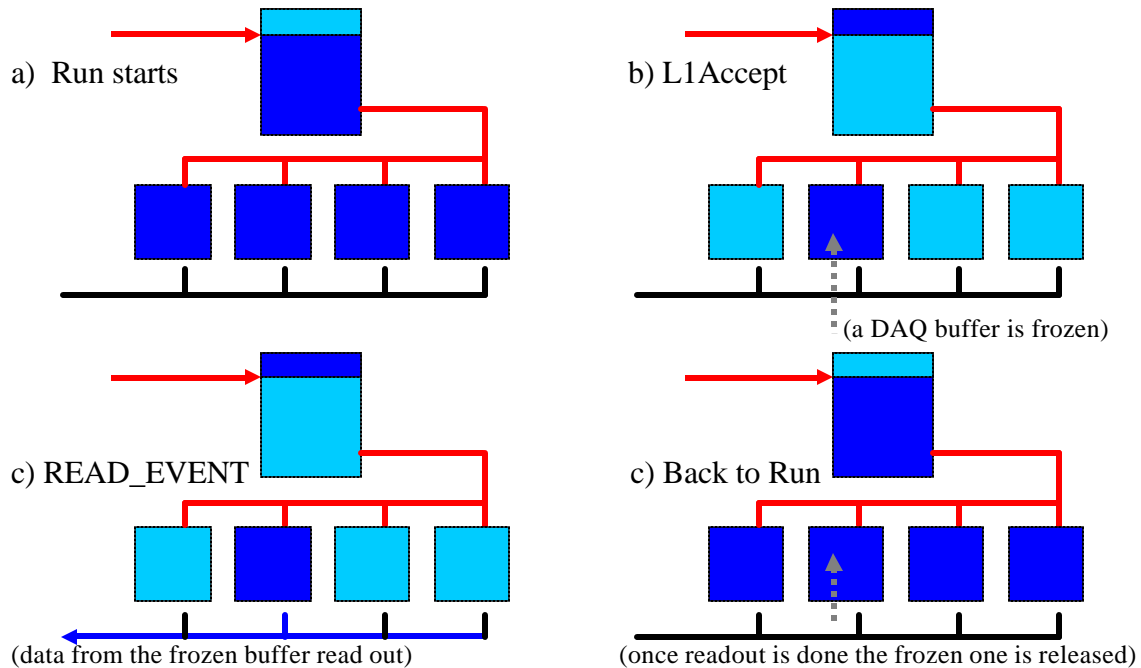 a) Run starts
b) L1Accept
(a DAQ buffer is frozen)
c) READ_EVENT
c) Back to Run
(data from the frozen buffer read out)
(once readout is done the frozen one is released)